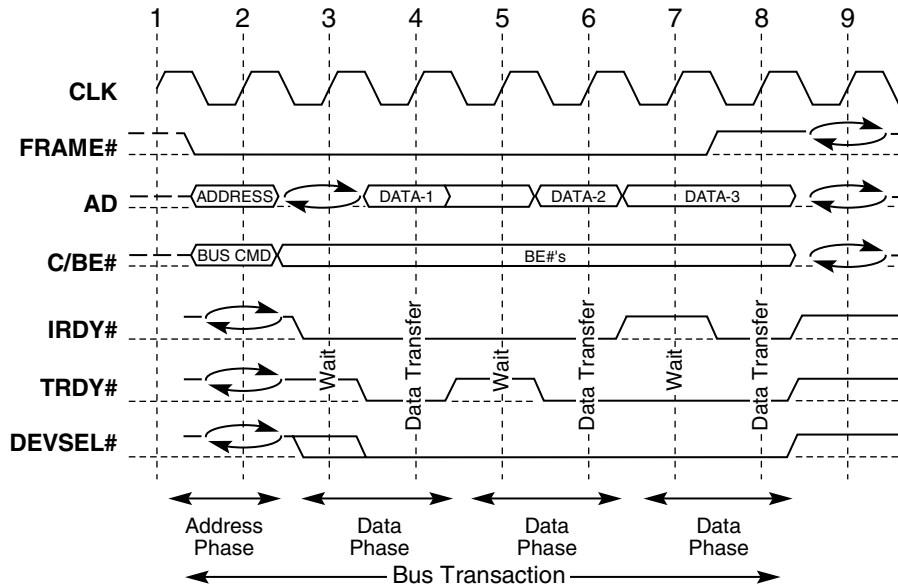 1 2 3 4 5 6 7 8 9
CLK
FRAME#
AD ADDRESS DATA-1 DATA-2 DATA-3
C/BE# BUS CMD BE#'s
IRDY#
TRDY#
DEVSEL#
Wait
Data Transfer
Wait
Data Transfer
Wait
Data Transfer
Address Phase
Data Phase
Data Phase
Data Phase
Bus Transaction